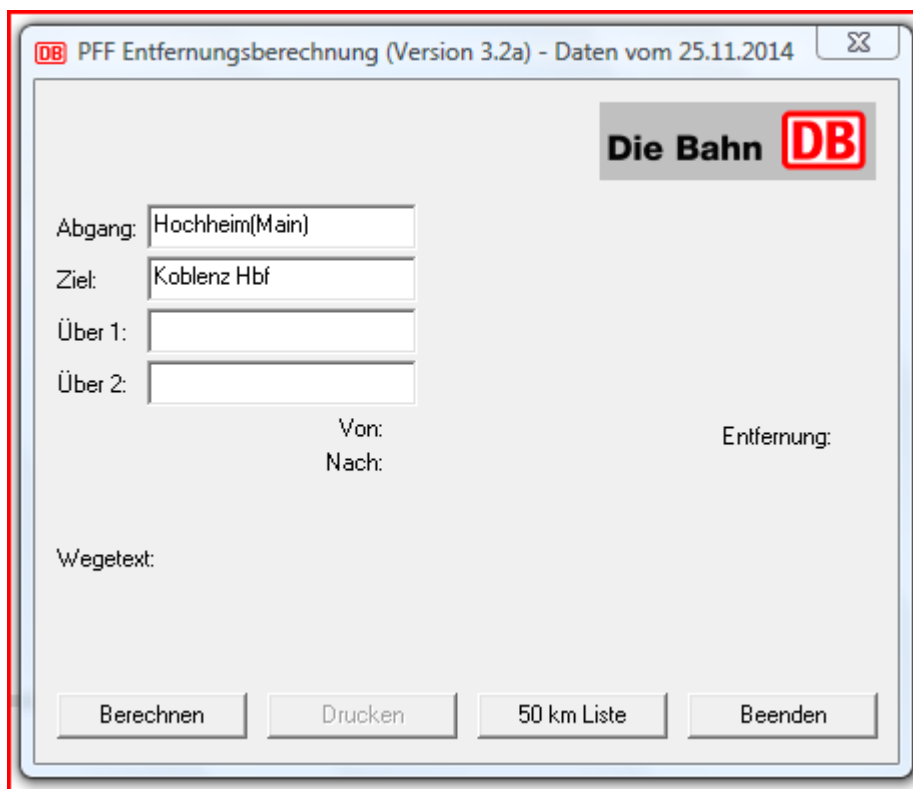 DB PFF Entfernungsberechnung (Version 3.2a) - Daten vom 25.11.2014
Die Bahn DB
Abgang: Hochheim(Main)
Ziel: Koblenz Hbf
Über 1:
Über 2:
Von:
Entfernung:
Nach:
Wegetext:
Berechnen Drucken 50 km Liste Beenden